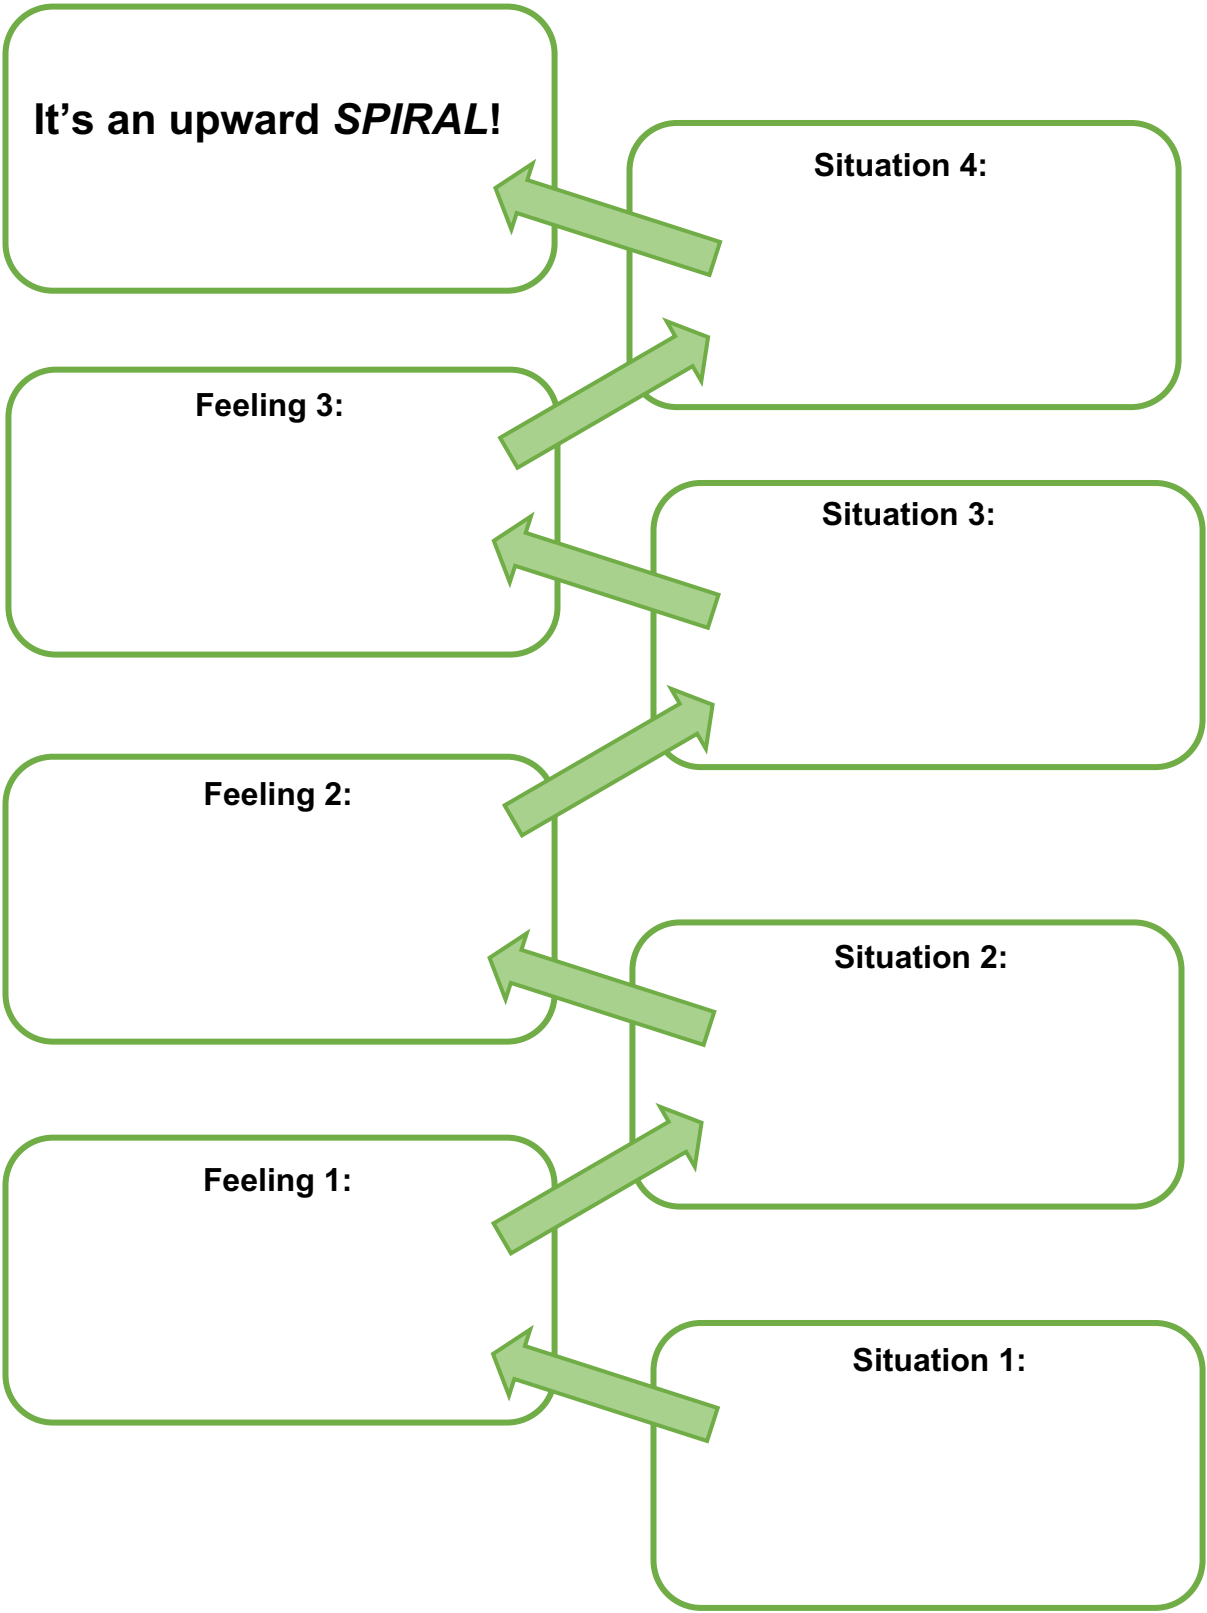 It’s an upward SPIRAL!
Situation 4:
Feeling 3:
Situation 3:
Feeling 2:
Situation 2:
Feeling 1:
Situation 1: